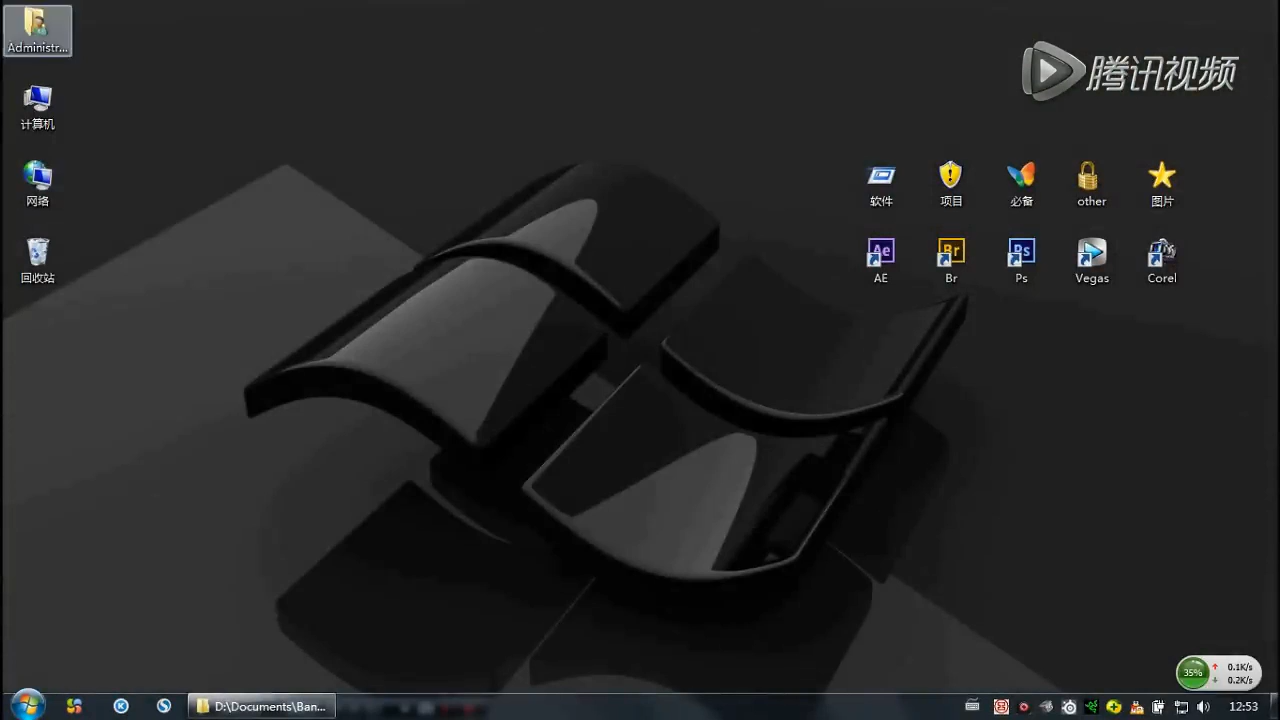 Administr...
腾讯视频
计算机
网络
回收站
软件
项目
必备
other
图片
Ae
Br
Ps
AE
Br
Ps
Vegas
Corel
35%
0.1K/s
0.2K/s
D:\Documents\Ban...
12:53